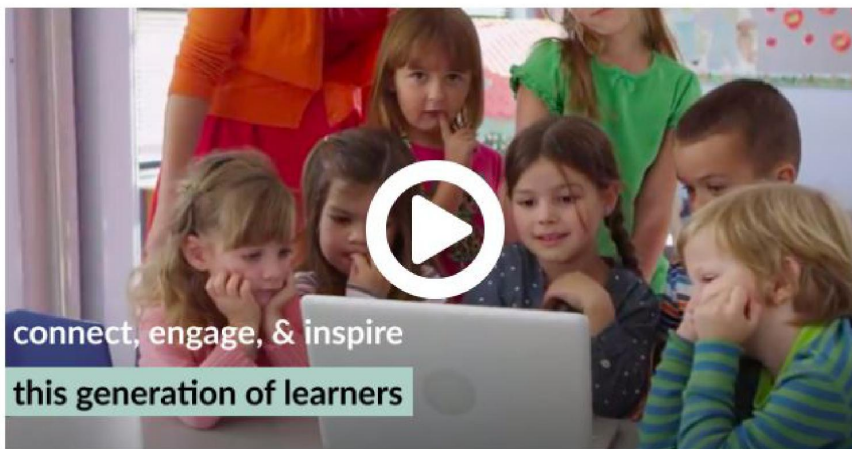 connect, engage, & inspire
this generation of learners